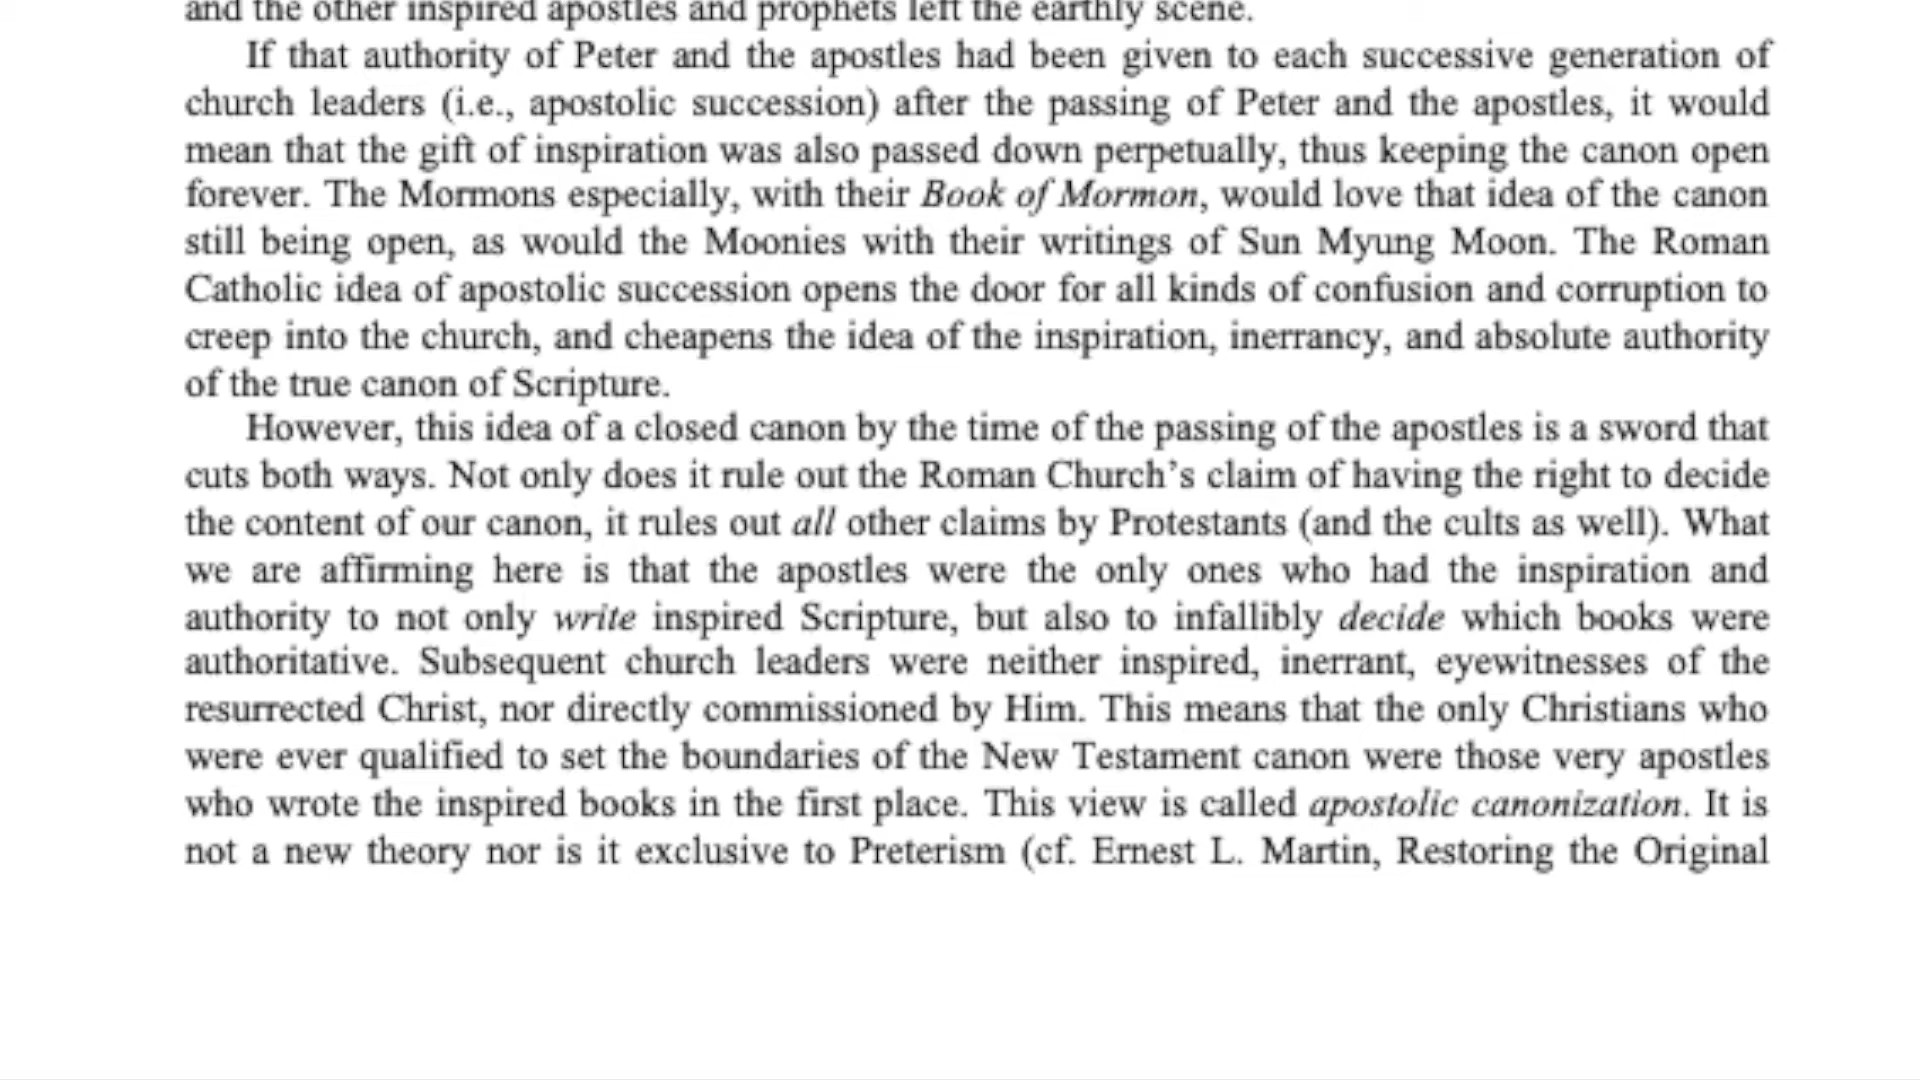 and the other inspired apostles and prophets left the earthly scene.
If that authority of Peter and the apostles had been given to each successive generation of
church leaders (i.e., apostolic succession) after the passing of Peter and the apostles, it would
mean that the gift of inspiration was also passed down perpetually, thus keeping the canon open
forever. The Mormons especially, with their Book of Mormon, would love that idea of the canon
still being open, as would the Moonies with their writings of Sun Myung Moon. The Roman
Catholic idea of apostolic succession opens the door for all kinds of confusion and corruption to
creep into the church, and cheapens the idea of the inspiration, inerrancy, and absolute authority
of the true canon of Scripture.
However, this idea of a closed canon by the time of the passing of the apostles is a sword that
cuts both ways. Not only does it rule out the Roman Church’s claim of having the right to decide
the content of our canon, it rules out all other claims by Protestants (and the cults as well). What
we are affirming here is that the apostles were the only ones who had the inspiration and
authority to not only write inspired Scripture, but also to infallibly decide which books were
authoritative. Subsequent church leaders were neither inspired, inerrant, eyewitnesses of the
resurrected Christ, nor directly commissioned by Him. This means that the only Christians who
were ever qualified to set the boundaries of the New Testament canon were those very apostles
who wrote the inspired books in the first place. This view is called apostolic canonization. It is
not a new theory nor is it exclusive to Preterism (cf. Ernest L. Martin, Restoring the Original